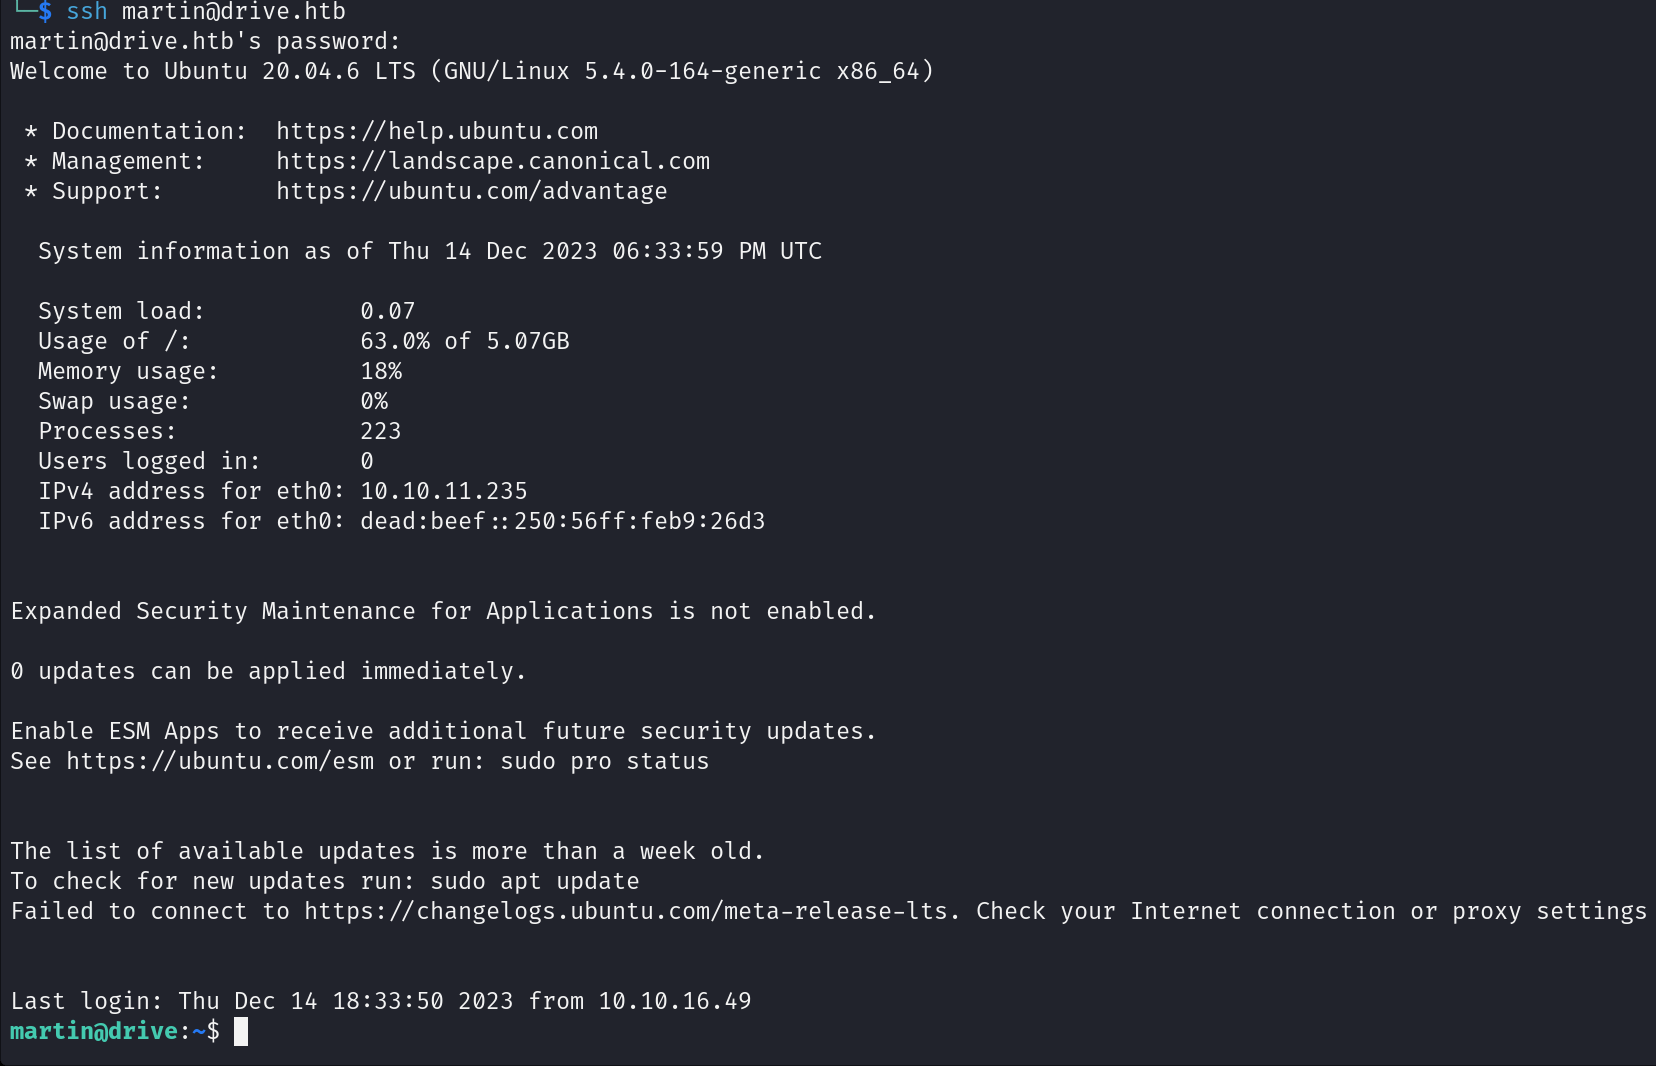 └─$ ssh martin@drive.htb
martin@drive.htb's password:
Welcome to Ubuntu 20.04.6 LTS (GNU/Linux 5.4.0-164-generic x86_64)
* Documentation:  https://help.ubuntu.com
* Management:     https://landscape.canonical.com
* Support:        https://ubuntu.com/advantage
System information as of Thu 14 Dec 2023 06:33:59 PM UTC
System load:           0.07
Usage of /:            63.0% of 5.07GB
Memory usage:          18%
Swap usage:            0%
Processes:             223
Users logged in:       0
IPv4 address for eth0: 10.10.11.235
IPv6 address for eth0: dead:beef::250:56ff:feb9:26d3
Expanded Security Maintenance for Applications is not enabled.
0 updates can be applied immediately.
Enable ESM Apps to receive additional future security updates.
See https://ubuntu.com/esm or run: sudo pro status
The list of available updates is more than a week old.
To check for new updates run: sudo apt update
Failed to connect to https://changelogs.ubuntu.com/meta-release-lts. Check your Internet connection or proxy settings
Last login: Thu Dec 14 18:33:50 2023 from 10.10.16.49
martin@drive:~$